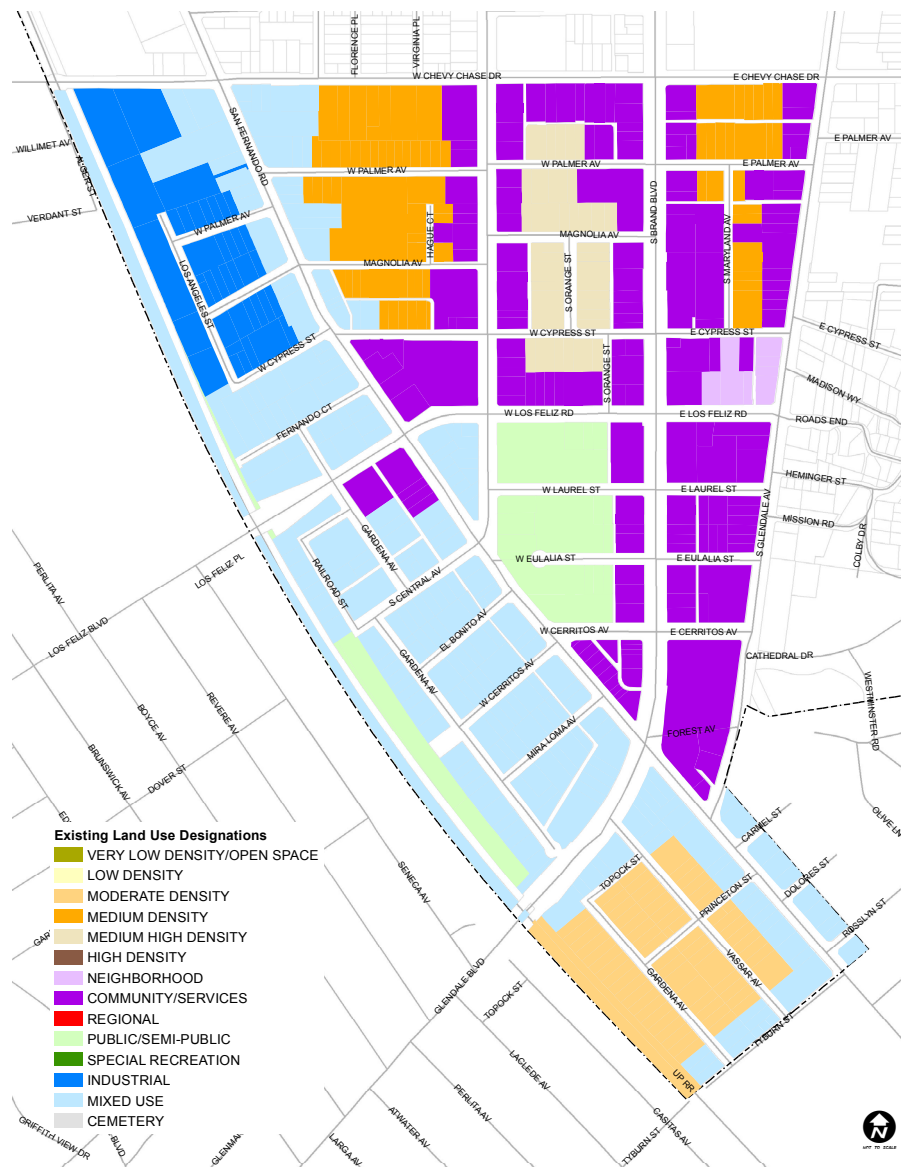 FLORENCE PL
VIRGINIA PL
W CHEVY CHASE DR
E CHEVY CHASE DR
SAN FERNANDO RD
WILLIMET AV
ALGER ST
E PALMER AV
W PALMER AV
E PALMER AV
W PALMER AV
VERDANT ST
W PALMER AV
HAGUE CT
S BRAND BLVD
S MARYLAND AV
MAGNOLIA AV
MAGNOLIA AV
LOS ANGELES ST
S ORANGE ST
W CYPRESS ST
E CYPRESS ST
E CYPRESS ST
W CYPRESS ST
S ORANGE ST
MADISON WY
FERNANDO CT
W LOS FELIZ RD
E LOS FELIZ RD
ROADS END
HEMINGER ST
W LAUREL ST
E LAUREL ST
S GLENDALE AV
MISSION RD
COLBY DR
GARDENA AV
RAILROAD ST
W EULALIA ST
E EULALIA ST
PERLITA AV
LOS FELIZ PL
S CENTRAL AV
LOS FELIZ BLVD
EL BONITO AV
W CERRITOS AV
E CERRITOS AV
GARDENA AV
W CERRITOS AV
CATHEDRAL DR
WESTMINSTER RD
REVERE AV
BOYCE AV
MIRA LOMA AV
FOREST AV
BRUNSWICK AV
DOVER ST
OLIVE LN
CARMEL ST
Existing Land Use Designations
VERY LOW DENSITY/OPEN SPACE
LOW DENSITY
MODERATE DENSITY
MEDIUM DENSITY
MEDIUM HIGH DENSITY
HIGH DENSITY
NEIGHBORHOOD
COMMUNITY/SERVICES
REGIONAL
PUBLIC/SEMI-PUBLIC
SPECIAL RECREATION
INDUSTRIAL
MIXED USE
CEMETERY
SENECA AV
TOPOCK ST
PRINCETON ST
DOLORES ST
ROSSLYN ST
VASSAR AV
GARDENA AV
GLENDALE BLVD
TOPOCK ST
TYBURN ST
UP RR
LACLEDE AV
PERLITA AV
CASITAS AV
ATWATER AV
TYBURN ST
LARGA AV
GRIFFITH VIEW DR
BLVD
N
NOT TO SCALE